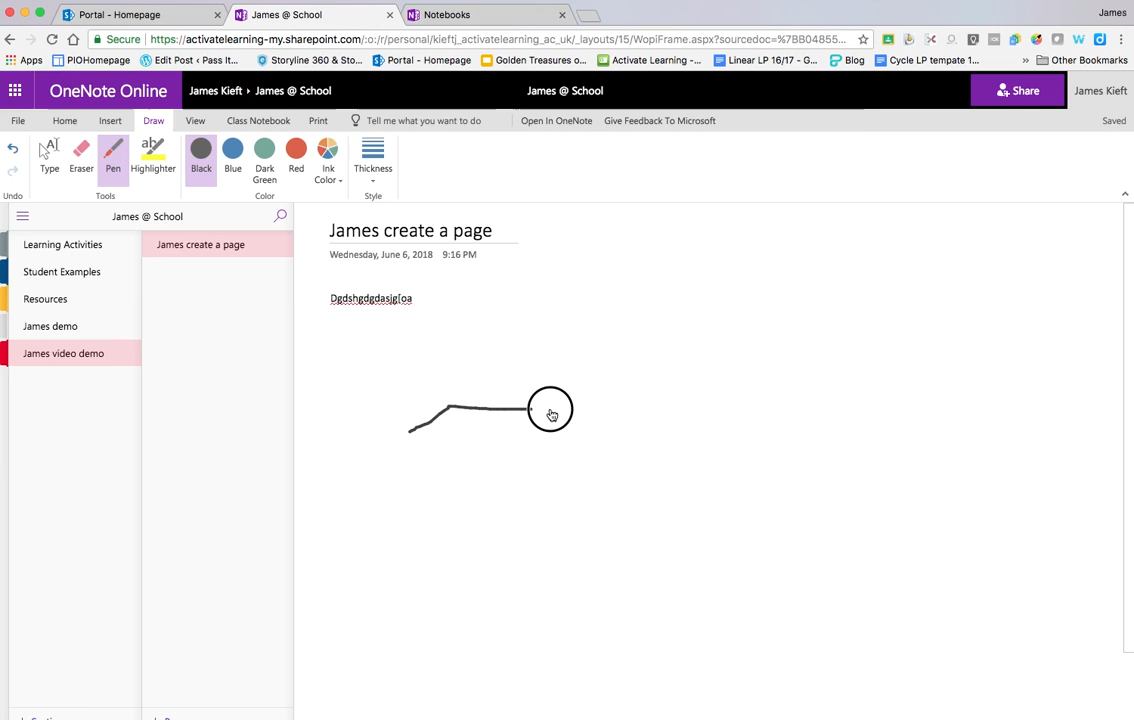 Portal - Homepage
James @ School
Notebooks
James
Secure
https://activatelearning-my.sharepoint.com/:o:/r/personal/kieftj_activatelearning_ac_uk/_layouts/15/WopiFrame.aspx?sourcedoc=%7BB04855...
Apps
PIOHomepage
Edit Post ‹ Pass It...
Storyline 360 & Sto...
Portal - Homepage
Golden Treasures o...
Activate Learning -...
Linear LP 16/17 - G...
Blog
Cycle LP tempate 1...
»
Other Bookmarks
OneNote Online
James Kieft
James @ School
James @ School
Share
James Kieft
File
Home
Insert
Draw
View
Class Notebook
Print
Tell me what you want to do
Open In OneNote
Give Feedback To Microsoft
Saved
Type
Eraser
Pen
Highlighter
Black
Blue
Dark
Green
Red
Ink
Color
Thickness
Undo
Tools
Color
Style
James @ School
Learning Activities
Student Examples
Resources
James demo
James video demo
James create a page
James create a page
Wednesday, June 6, 2018 9:16 PM
Dgdshgdgdasjg[oa